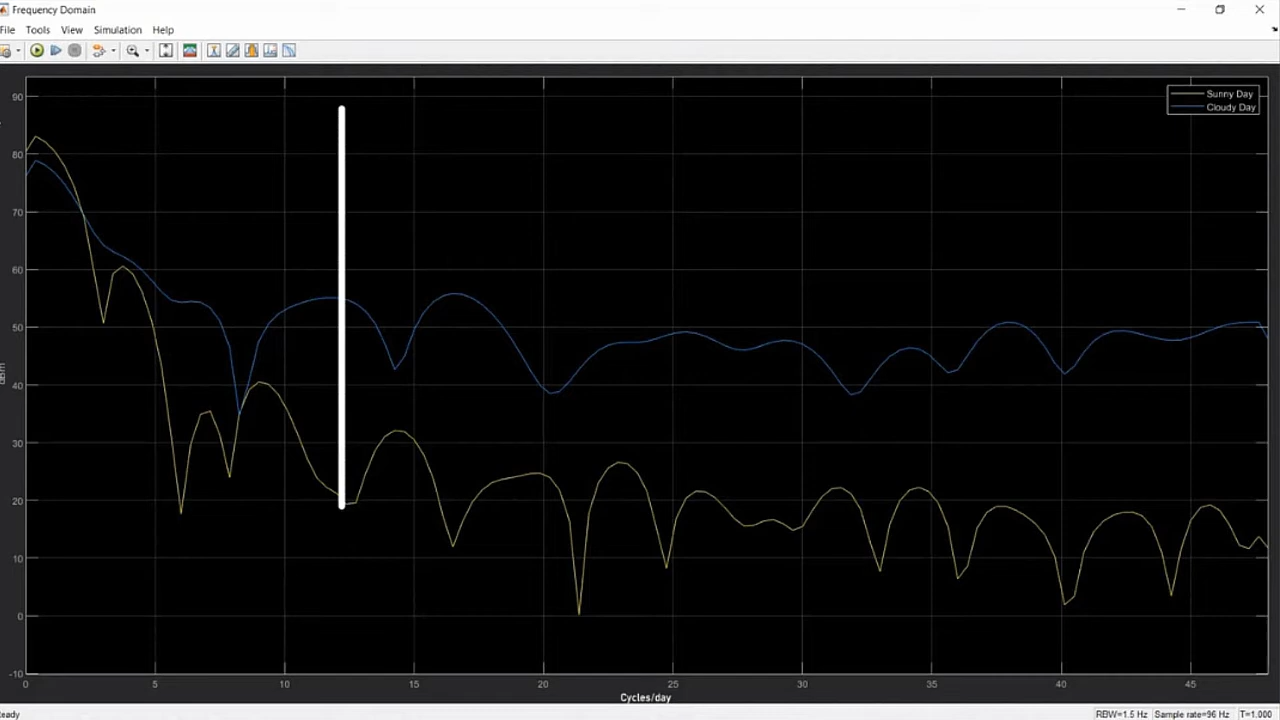 Frequency Domain
File Tools View Simulation Help
90
80
70
60
50
40
30
20
10
0
-10
dBm
Sunny Day
Cloudy Day
0 5 10 15 20 25 30 35 40 45
Cycles/day
Ready RBW=1.5 Hz Sample rate=96 Hz T=1.000